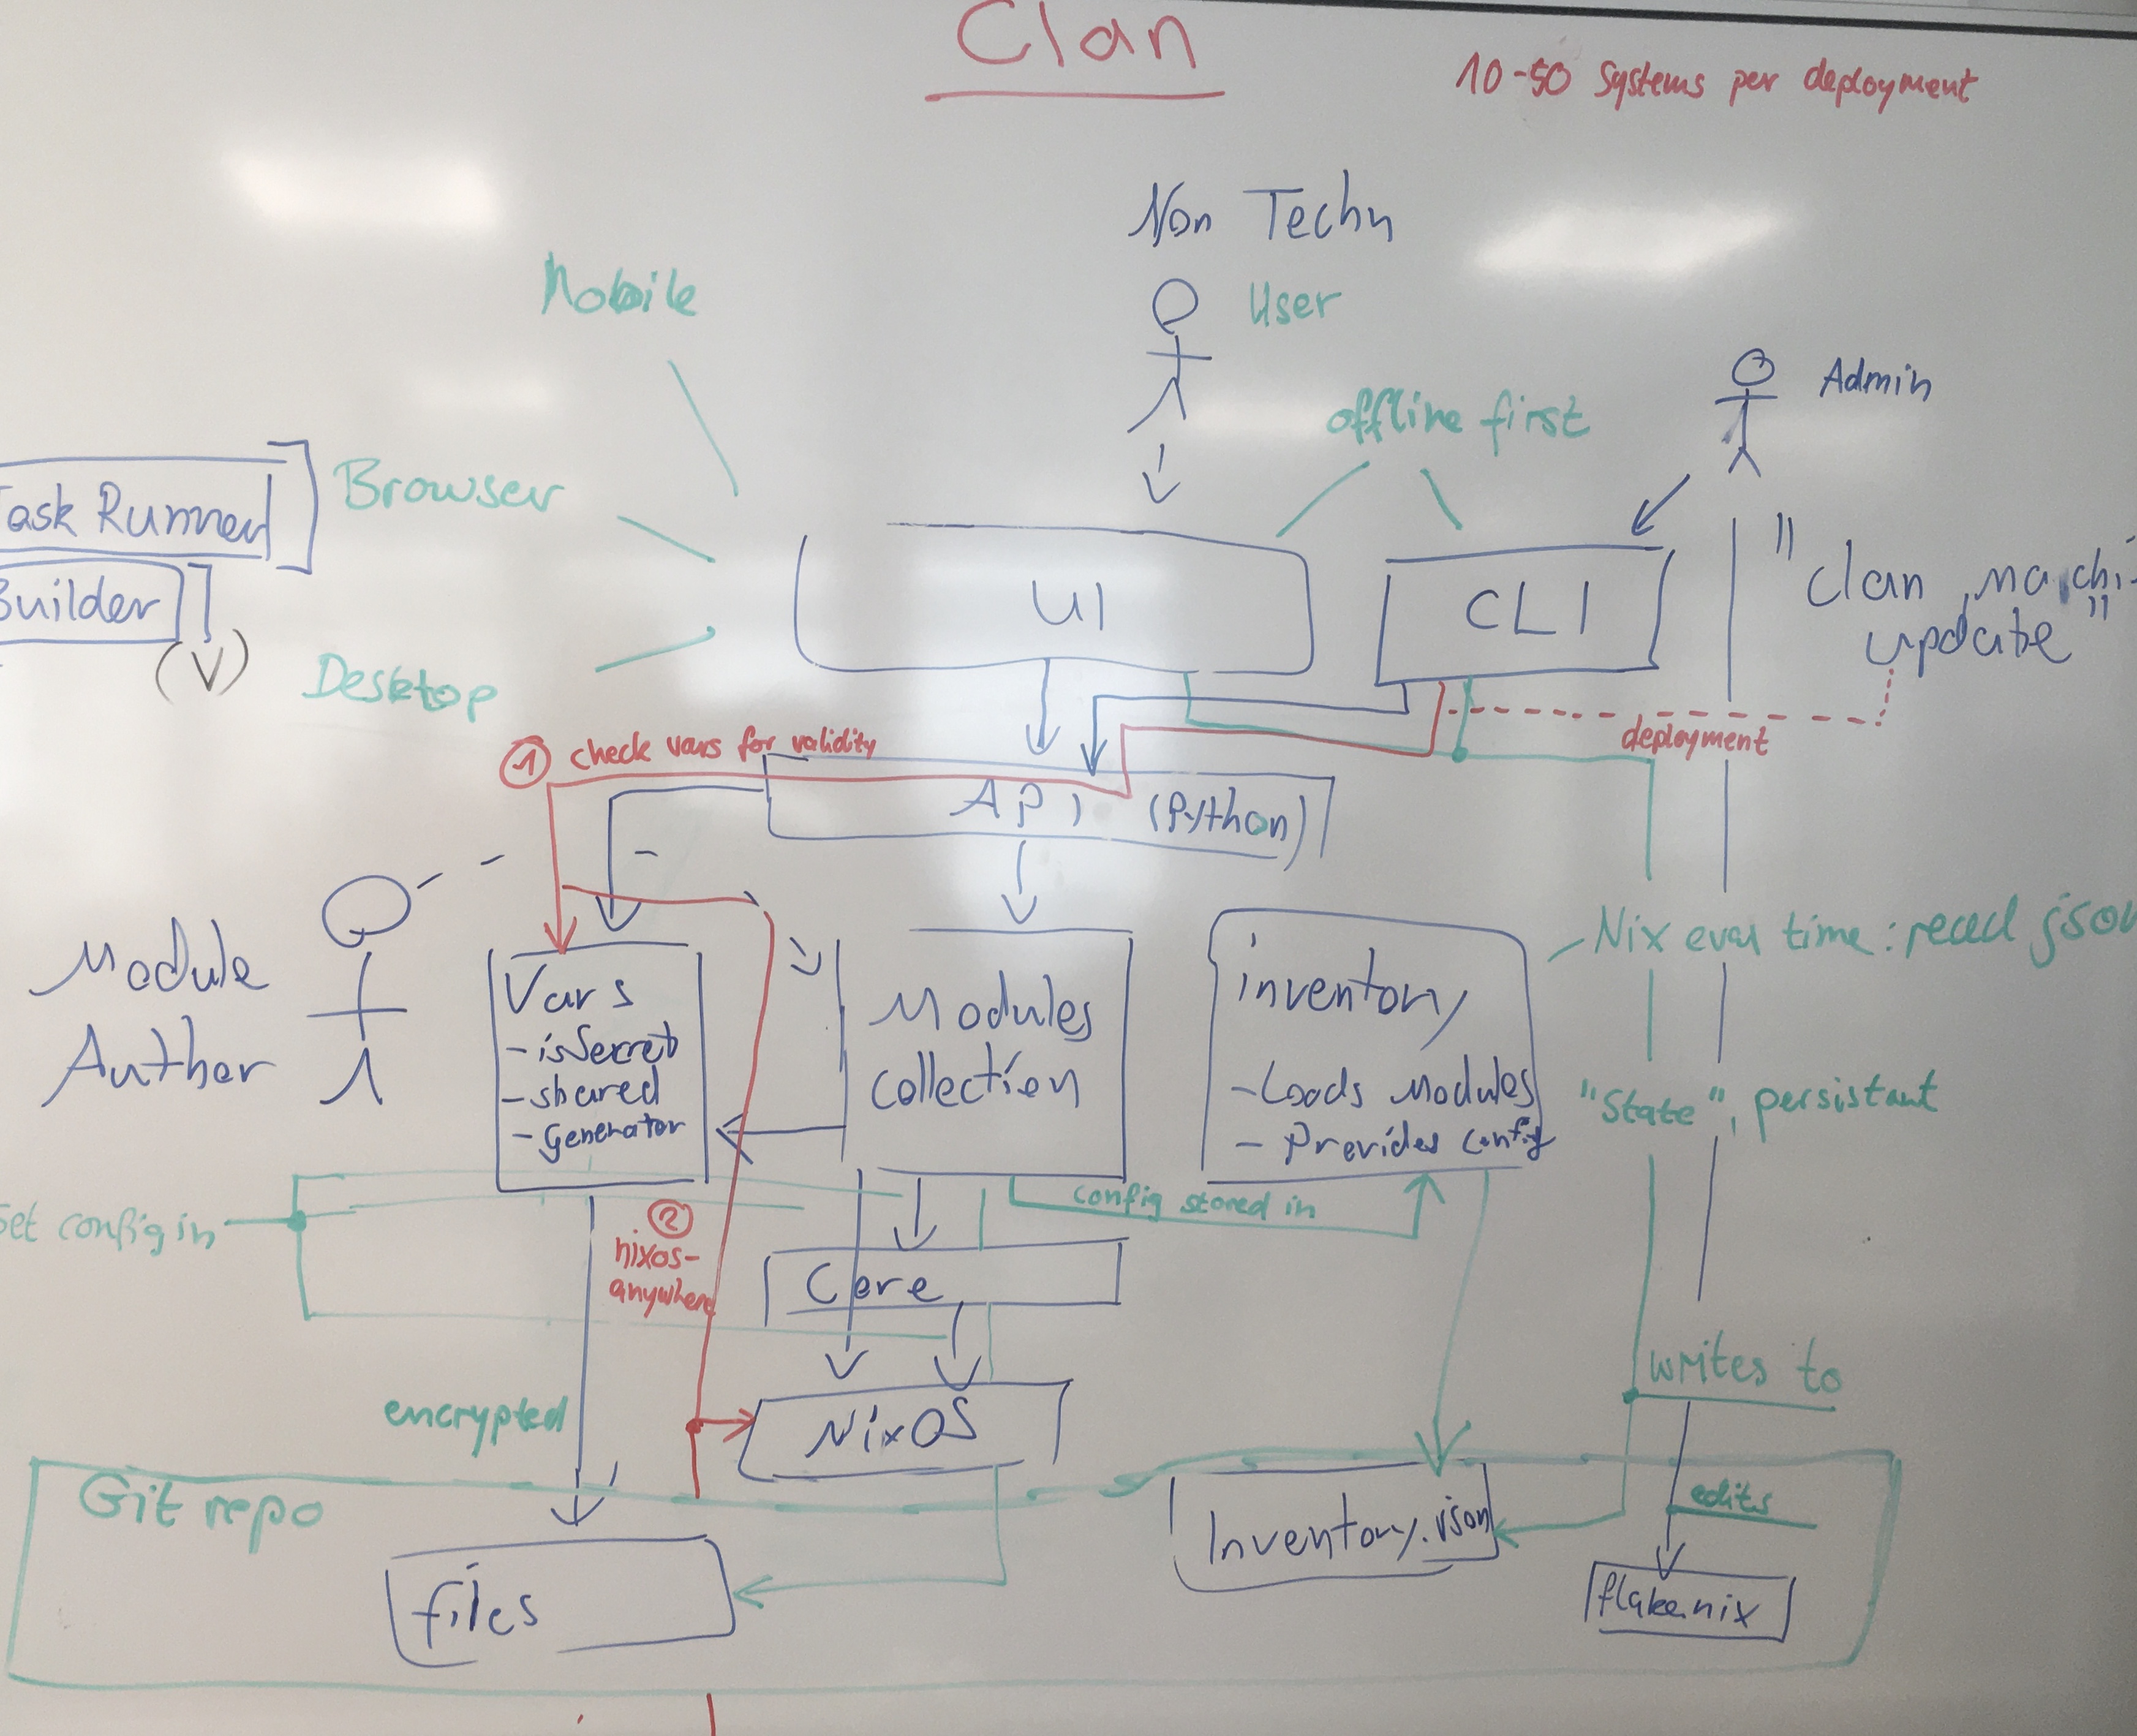 Clan
10-50 Systems per deployment
Non Techn
User
Mobile
Admin
offline first
Browser
ask Runner
Builder
(V)
Desktop
UI
CLI
"clan machi
update"
deployment
① check vars for validity
API (Python)
Module
Author
Vars
- isSecret
- shared
- Generator
Modules
collection
inventory
- Loads Modules
- Provides config
Nix eval time: read json
"State", persistant
config stored in
et config in
②
nixos-
anywhere
Core
writes to
encrypted
NixOS
Git repo
edits
Inventory.json
files
flake.nix